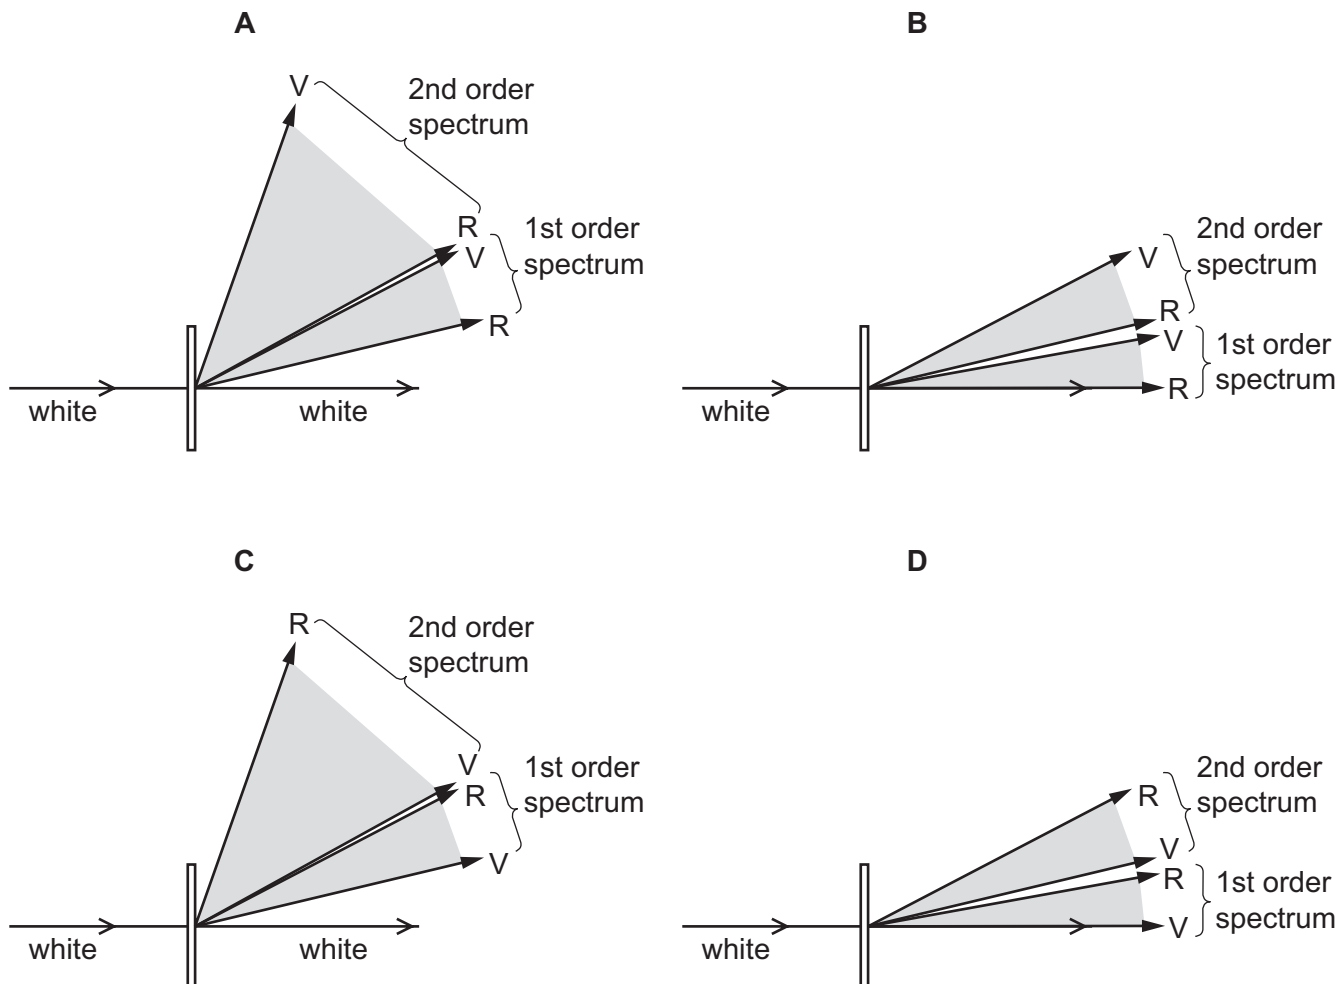 A
V
2nd order
spectrum
R
V
1st order
spectrum
R
white
white
B
V
2nd order
spectrum
R
V
1st order
spectrum
R
white
C
R
2nd order
spectrum
V
R
1st order
spectrum
V
white
white
D
R
2nd order
spectrum
V
R
1st order
spectrum
V
white